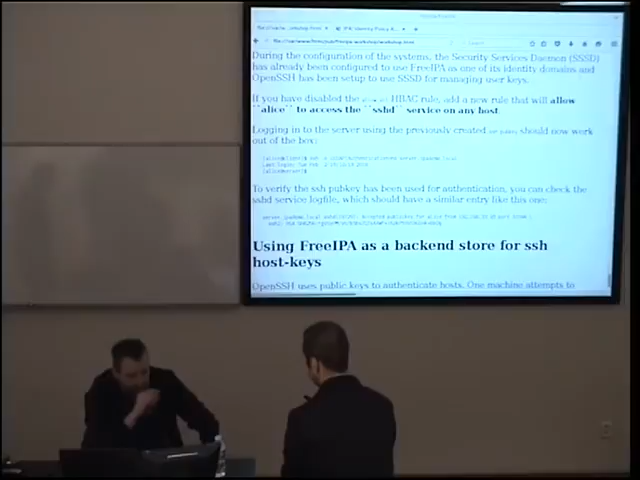 During the configuration of the systems, the Security Services Daemon (SSSD)
has already been configured to use FreeIPA as one of its identity domains and
OpenSSH has been setup to use SSSD for managing user keys.
If you have disabled the HBAC rule, add a new rule that will allow
``alice`` to access the ``sshd`` service on any host.
Logging in to the server using the previously created should now work
out of the box:
To verify the ssh pubkey has been used for authentication, you can check the
sshd service logfile, which should have a similar entry like this one:
Using FreeIPA as a backend store for ssh
host-keys
OpenSSH uses public keys to authenticate hosts. One machine attempts to